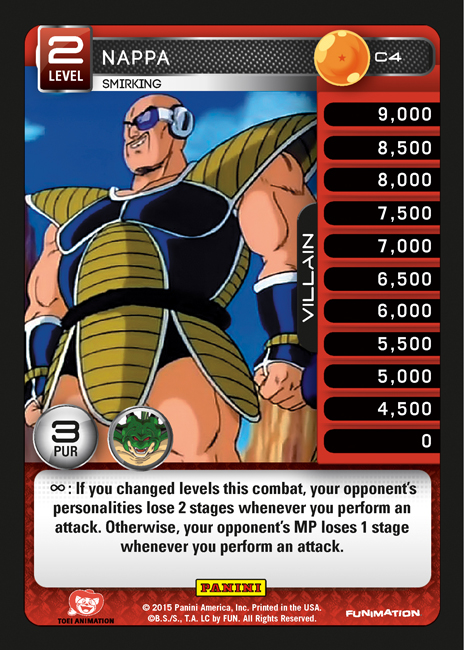 2
LEVEL
NAPPA
C4
SMIRKING
9,000
8,500
8,000
7,500
7,000
6,500
6,000
5,500
5,000
4,500
0
VILLAIN
3
PUR
∞: If you changed levels this combat, your opponent's
personalities lose 2 stages whenever you perform an
attack. Otherwise, your opponent's MP loses 1 stage
whenever you perform an attack.
PANINI
TOEI ANIMATION
© 2015 Panini America, Inc. Printed in the USA.
©B.S./S., T.A. LC by FUN. All Rights Reserved.
FUNIMATION